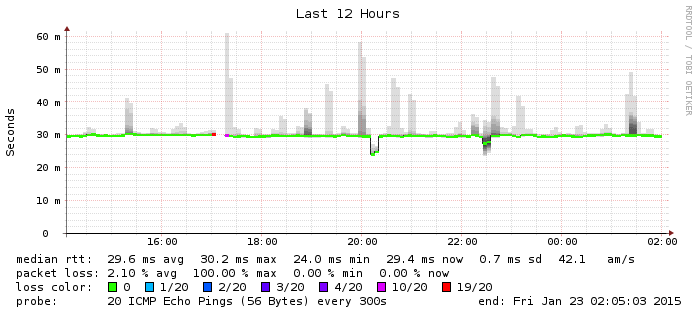 Last 12 Hours
RRDTOOL / TOBI OETIKER
Seconds
60 m
50 m
40 m
30 m
20 m
10 m
0
16:00 18:00 20:00 22:00 00:00 02:00
median rtt: 29.6 ms avg 30.2 ms max 24.0 ms min 29.4 ms now 0.7 ms sd 42.1 am/s
packet loss: 2.10 % avg 100.00 % max 0.00 % min 0.00 % now
loss color: 0 1/20 2/20 3/20 4/20 10/20 19/20
probe: 20 ICMP Echo Pings (56 Bytes) every 300s end: Fri Jan 23 02:05:03 2015